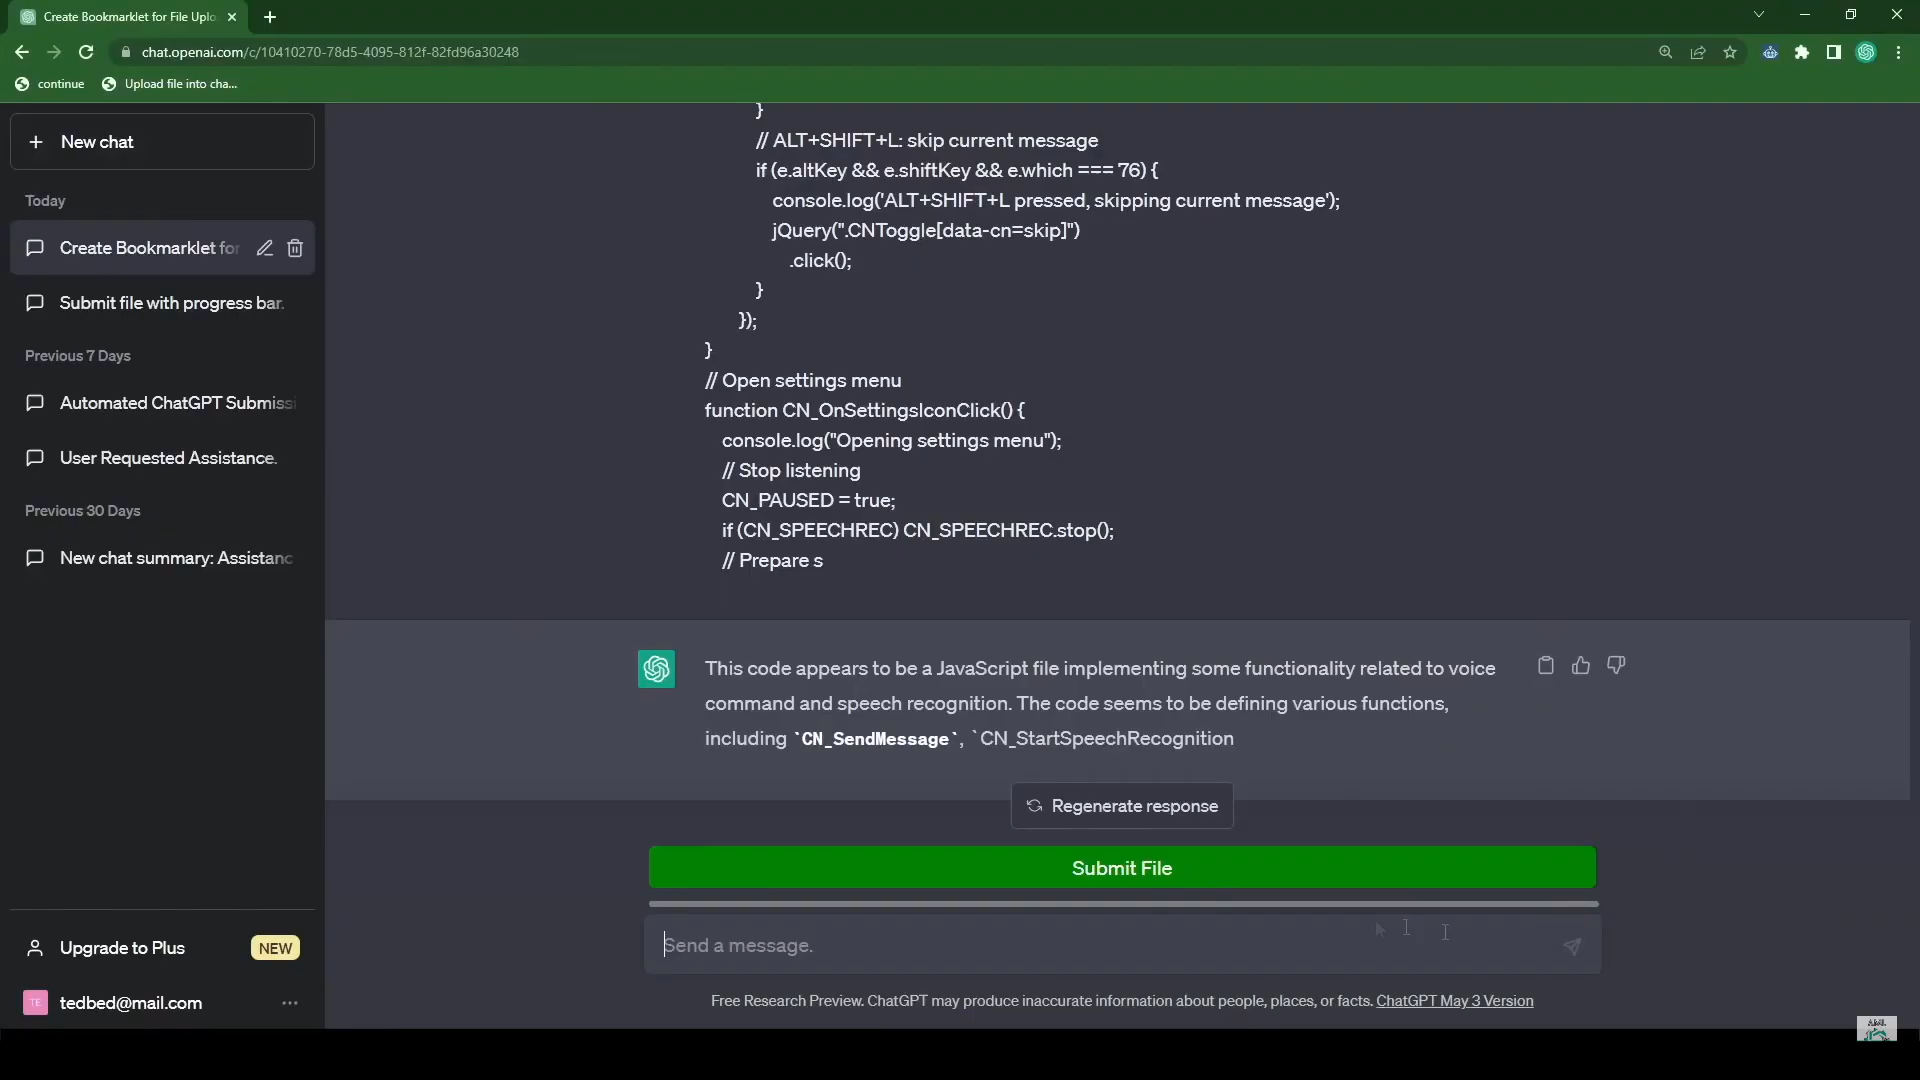 Create Bookmarklet for File Uplo
chat.openai.com/c/10410270-78d5-4095-812f-82fd96a30248
continue
Upload file into cha...
New chat
Today
Create Bookmarklet for
Submit file with progress bar.
Previous 7 Days
Automated ChatGPT Submissi
User Requested Assistance.
Previous 30 Days
New chat summary: Assistanc
Upgrade to Plus
NEW
TE
tedbed@mail.com
}
// ALT+SHIFT+L: skip current message
if (e.altKey && e.shiftKey && e.which === 76) {
console.log('ALT+SHIFT+L pressed, skipping current message');
jQuery(".CNToggle[data-cn=skip]")
.click();
}
});
}
// Open settings menu
function CN_OnSettingsIconClick() {
console.log("Opening settings menu");
// Stop listening
CN_PAUSED = true;
if (CN_SPEECHREC) CN_SPEECHREC.stop();
// Prepare s
This code appears to be a JavaScript file implementing some functionality related to voice
command and speech recognition. The code seems to be defining various functions,
including `CN_SendMessage`, `CN_StartSpeechRecognition
Regenerate response
Submit File
Send a message.
Free Research Preview. ChatGPT may produce inaccurate information about people, places, or facts. ChatGPT May 3 Version
AML